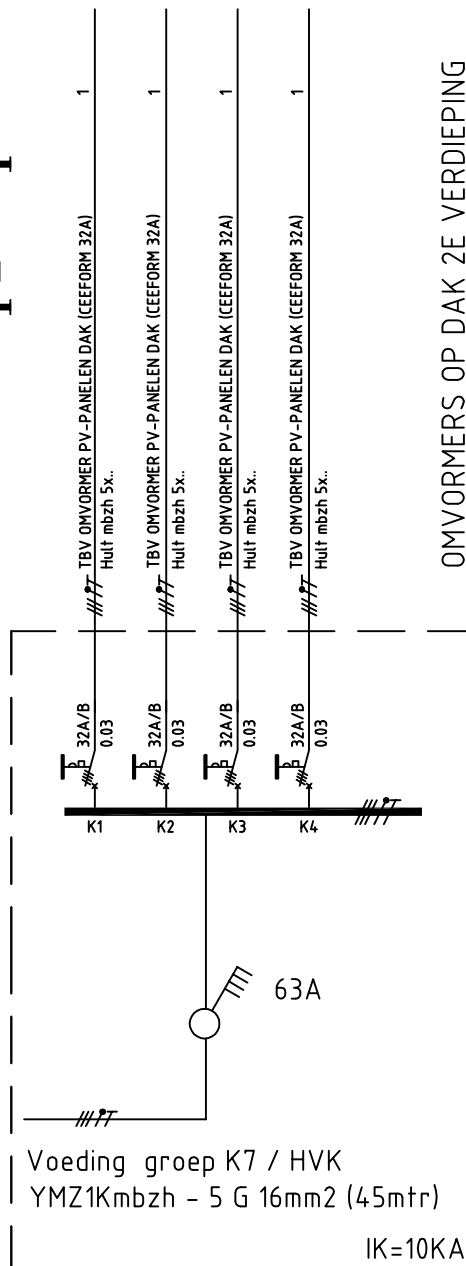 1
1
1
1
TBV OMVORMER PV-PANELEN DAK (CEEFORM 32A)
Hult mbzh 5x..
TBV OMVORMER PV-PANELEN DAK (CEEFORM 32A)
Hult mbzh 5x..
TBV OMVORMER PV-PANELEN DAK (CEEFORM 32A)
Hult mbzh 5x..
TBV OMVORMER PV-PANELEN DAK (CEEFORM 32A)
Hult mbzh 5x..
OMVORMERS OP DAK 2E VERDIEPING
32A/B
0.03
32A/B
0.03
32A/B
0.03
32A/B
0.03
K1
K2
K3
K4
63A
Voeding groep K7 / HVK
YMZ1Kmbzh - 5 G 16mm2 (45mtr)
IK=10KA